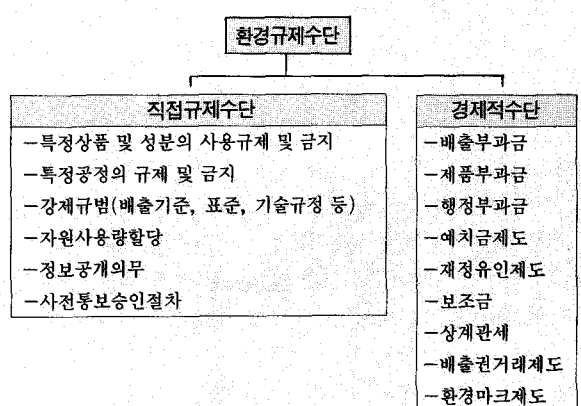 환경규제수단
직접규제수단
-특정상품 및 성분의 사용규제 및 금지
-특정공정의 규제 및 금지
-강제규범(배출기준, 표준, 기술규정 등)
-자원사용량할당
-정보공개의무
-사전통보승인절차
경제적수단
-배출부과금
-제품부과금
-행정부과금
-예치금제도
-재정유인제도
-보조금
-상계관세
-배출권거래제도
-환경마크제도